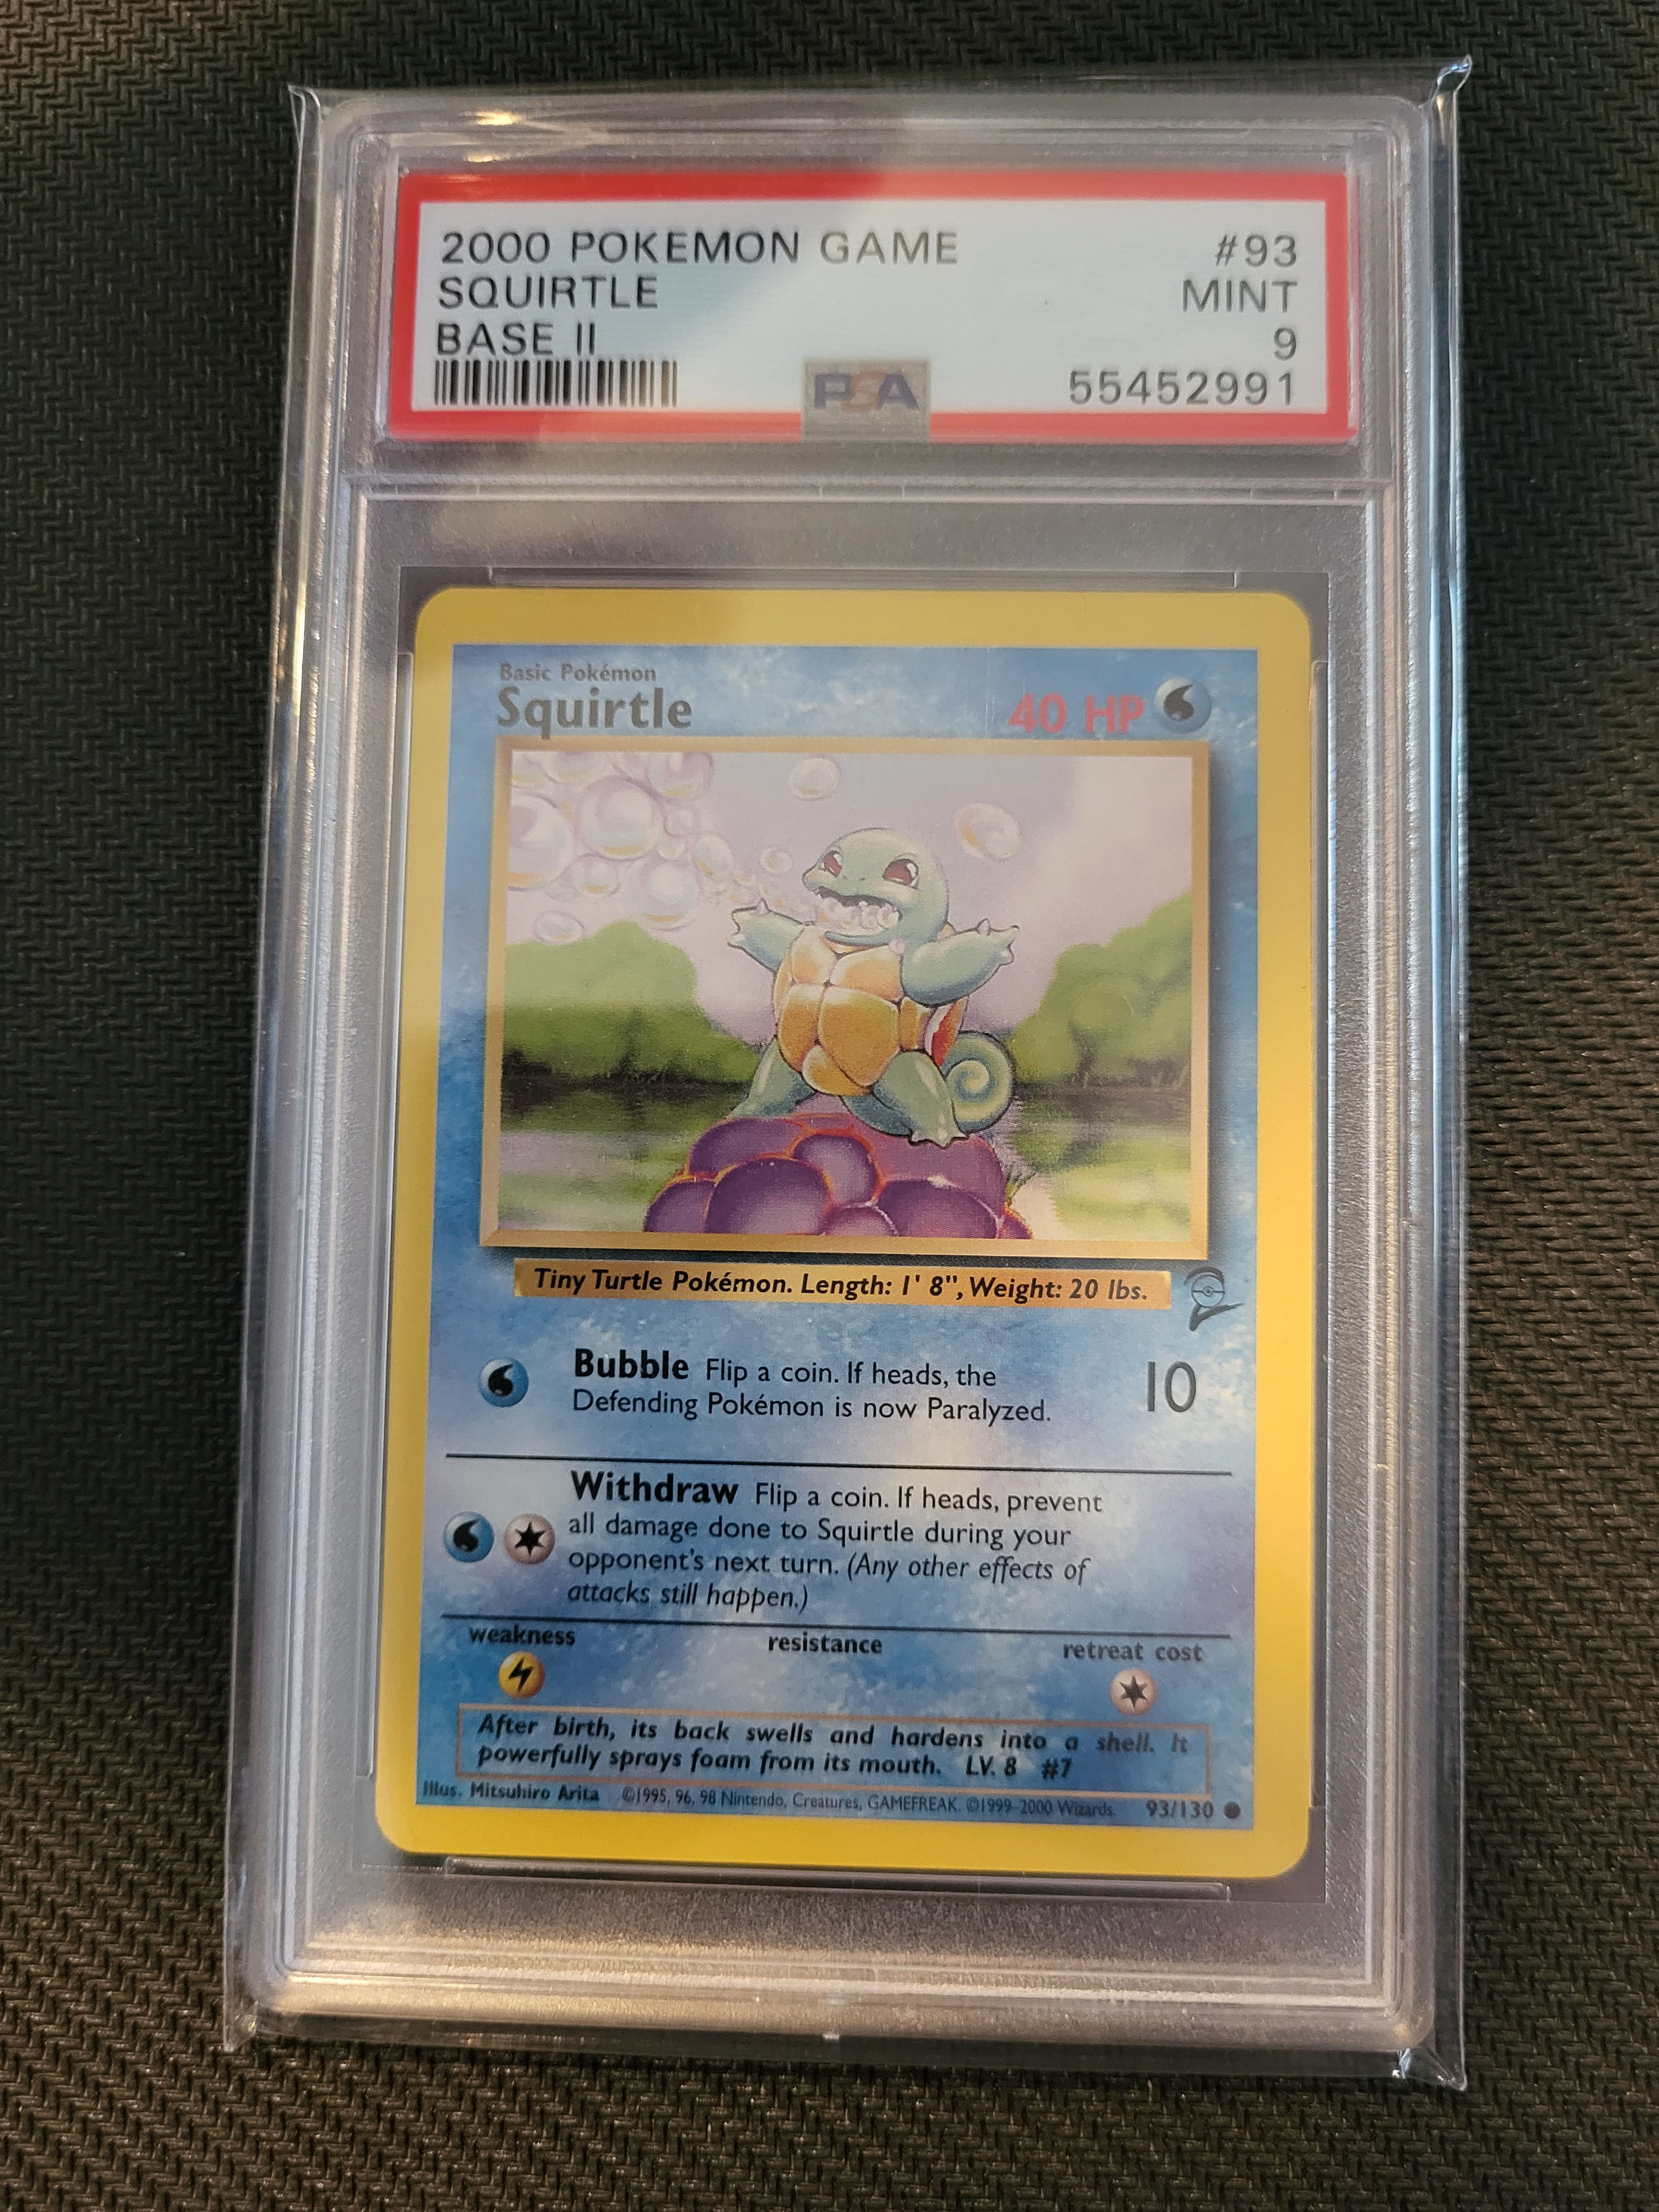 2000 POKEMON GAME #93
SQUIRTLE MINT
BASE II 9
PSA 55452991
Basic Pokémon
Squirtle 40 HP
Tiny Turtle Pokémon. Length: 1' 8", Weight: 20 lbs.
Bubble Flip a coin. If heads, the
Defending Pokémon is now Paralyzed. 10
Withdraw Flip a coin. If heads, prevent
all damage done to Squirtle during your
opponent's next turn. (Any other effects of
attacks still happen.)
weakness resistance retreat cost
After birth, its back swells and hardens into a shell. It
powerfully sprays foam from its mouth. LV. 8 #7
Illus. Mitsuhiro Arita ©1995, 96, 98 Nintendo, Creatures, GAMEFREAK. ©1999-2000 Wizards. 93/130